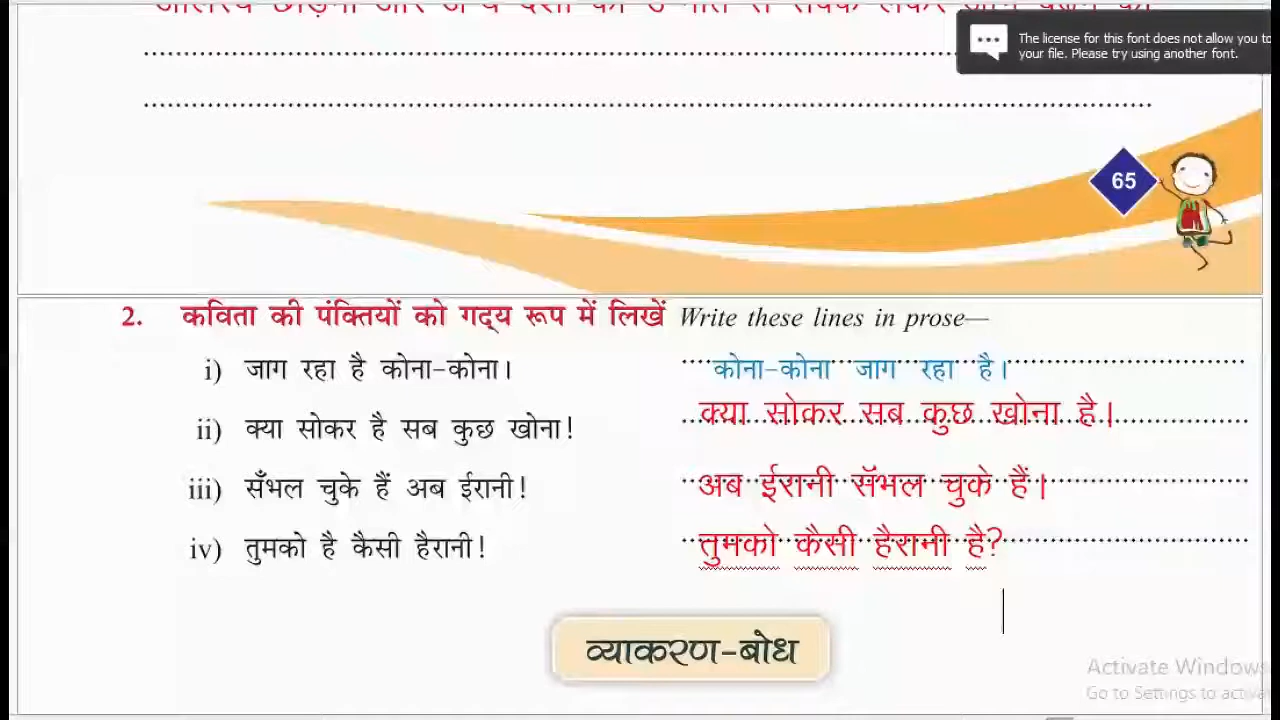 The license for this font does not allow you to
your file. Please try using another font.
65
2. कविता की पंक्तियों को गद्य रूप में लिखें Write these lines in prose—
i) जाग रहा है कोना-कोना। कोना-कोना जाग रहा है।
ii) क्या सोकर है सब कुछ खोना! क्या सोकर सब कुछ खोना है।
iii) सँभल चुके हैं अब ईरानी! अब ईरानी सॅभल चुके हैं।
iv) तुमको है कैसी हैरानी! तुमको कैसी हैरानी है?
व्याकरण-बोध
Activate Windows
Go to Settings to activa